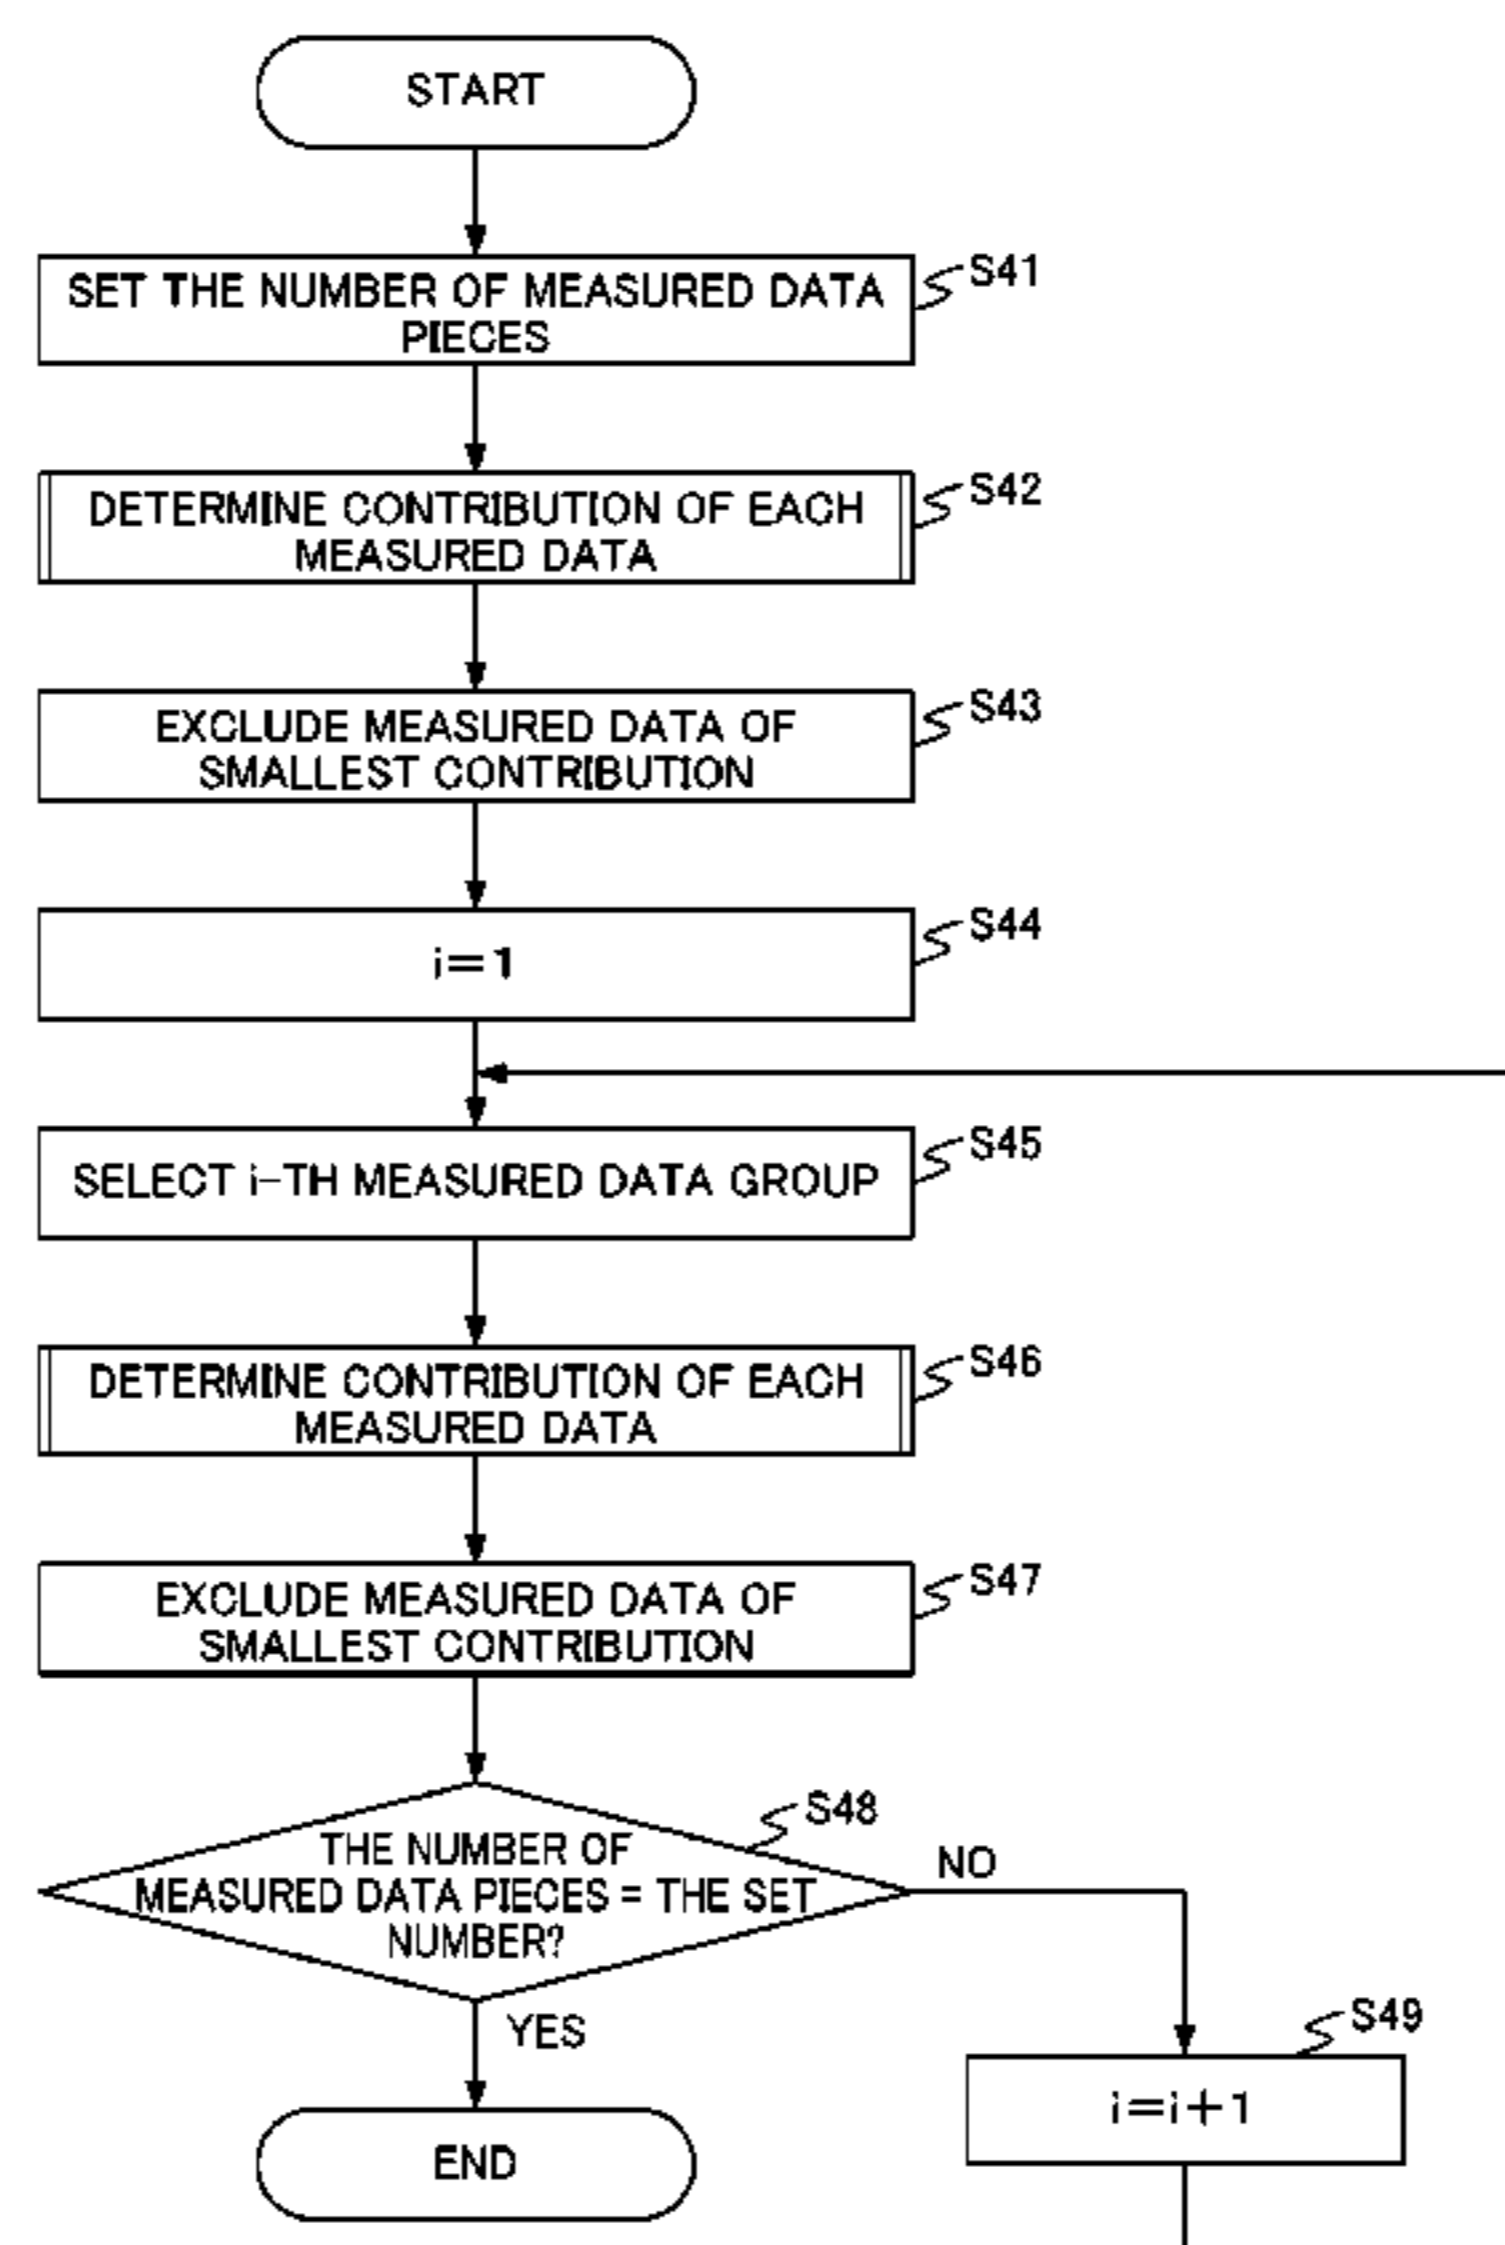 START
SET THE NUMBER OF MEASURED DATA
PIECES
S41
DETERMINE CONTRIBUTION OF EACH
MEASURED DATA
S42
EXCLUDE MEASURED DATA OF
SMALLEST CONTRIBUTION
S43
i=1
S44
SELECT i-TH MEASURED DATA GROUP
S45
DETERMINE CONTRIBUTION OF EACH
MEASURED DATA
S46
EXCLUDE MEASURED DATA OF
SMALLEST CONTRIBUTION
S47
THE NUMBER OF
MEASURED DATA PIECES = THE SET
NUMBER?
S48
NO
YES
S49
i=i+1
END